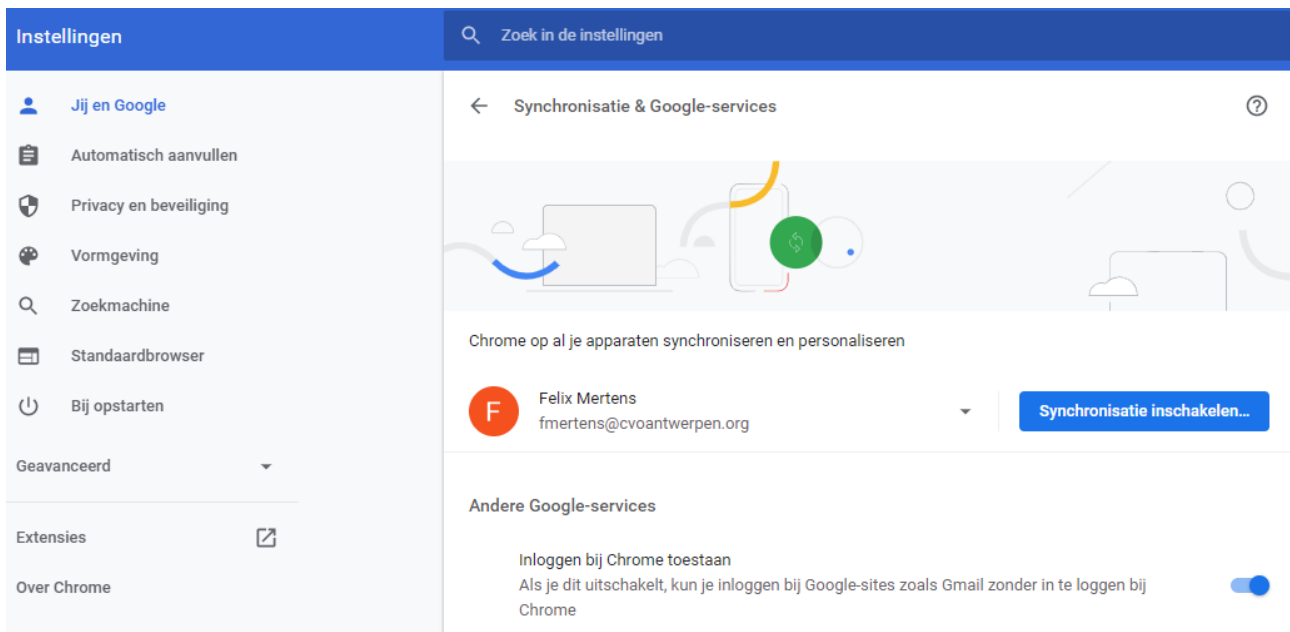 Instellingen
Zoek in de instellingen
Jij en Google
Automatisch aanvullen
Privacy en beveiliging
Vormgeving
Zoekmachine
Standaardbrowser
Bij opstarten
Geavanceerd
Extensies
Over Chrome
Synchronisatie & Google-services
Chrome op al je apparaten synchroniseren en personaliseren
F
Felix Mertens
fmertens@cvoantwerpen.org
Synchronisatie inschakelen...
Andere Google-services
Inloggen bij Chrome toestaan
Als je dit uitschakelt, kun je inloggen bij Google-sites zoals Gmail zonder in te loggen bij
Chrome